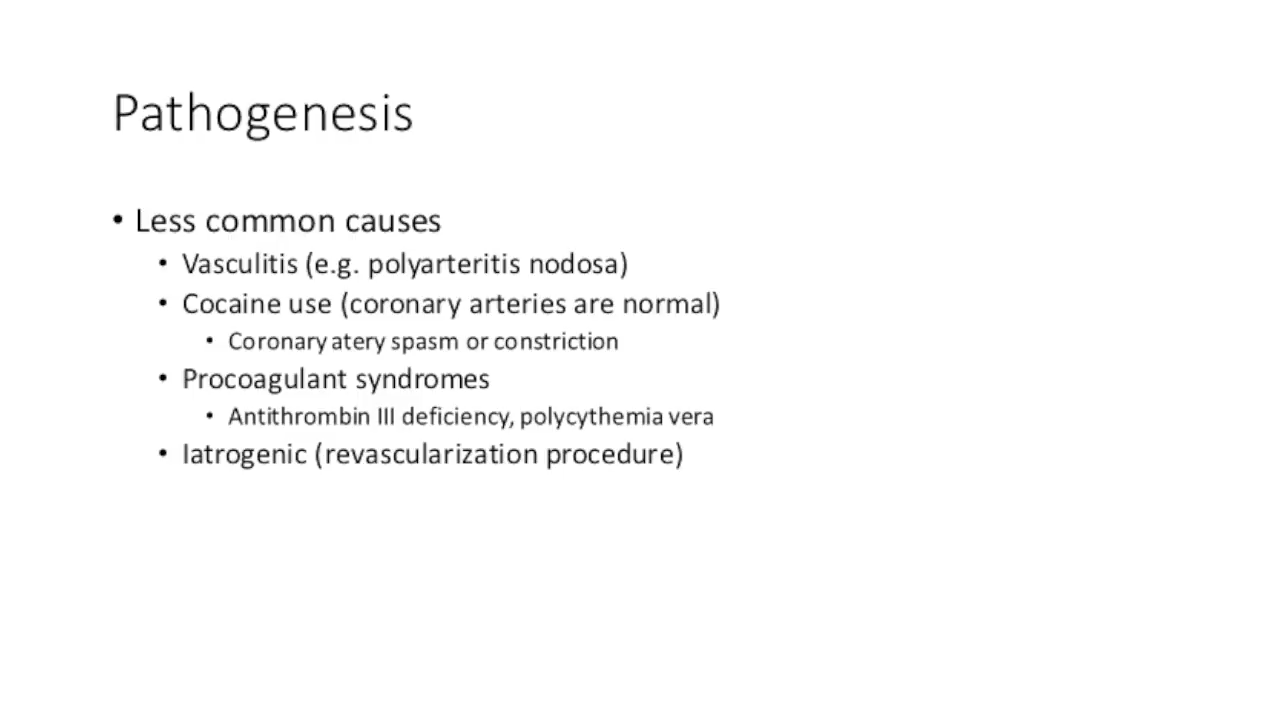 Pathogenesis
• Less common causes
• Vasculitis (e.g. polyarteritis nodosa)
• Cocaine use (coronary arteries are normal)
• Coronary atery spasm or constriction
• Procoagulant syndromes
• Antithrombin III deficiency, polycythemia vera
• Iatrogenic (revascularization procedure)